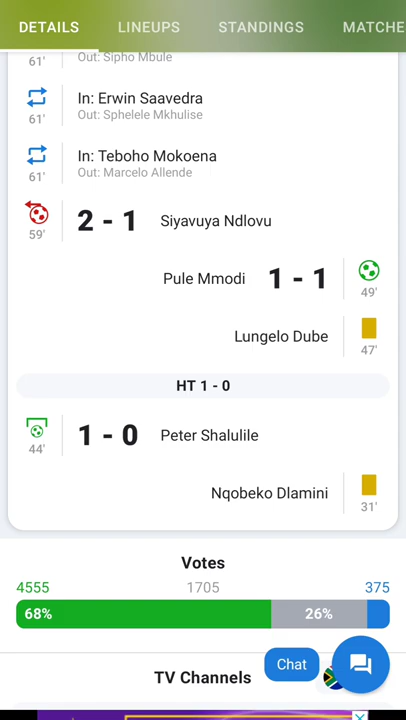 DETAILS LINEUPS STANDINGS MATCHE
61' Out: Sipho Mbule
In: Erwin Saavedra
61' Out: Sphelele Mkhulise
In: Teboho Mokoena
61' Out: Marcelo Allende
59' 2 - 1 Siyavuya Ndlovu
Pule Mmodi 1 - 1 49'
Lungelo Dube 47'
HT 1 - 0
44' 1 - 0 Peter Shalulile
Nqobeko Dlamini 31'
Votes
4555 1705 375
68% 26%
Chat
TV Channels